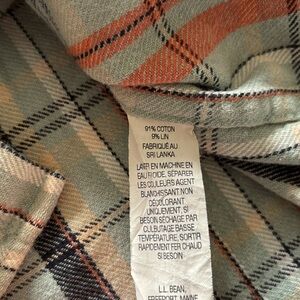 91% COTON
9% LIN
FABRIQUÉ AU
SRI LANKA
LAVER EN MACHINE EN
EAU FROIDE, SÉPARER
LES COULEURS AGENT
BLANCHISSANT NON
DÉCOLORANT
UNIQUEMENT, SI
BESOIN SÉCHAGE PAR
CULBUTAGE BASSE
TEMPÉRATURE, SORTIR
RAPIDEMENT FER CHAUD
SI BESOIN
L.L. BEAN,
FREEPORT, MAINE